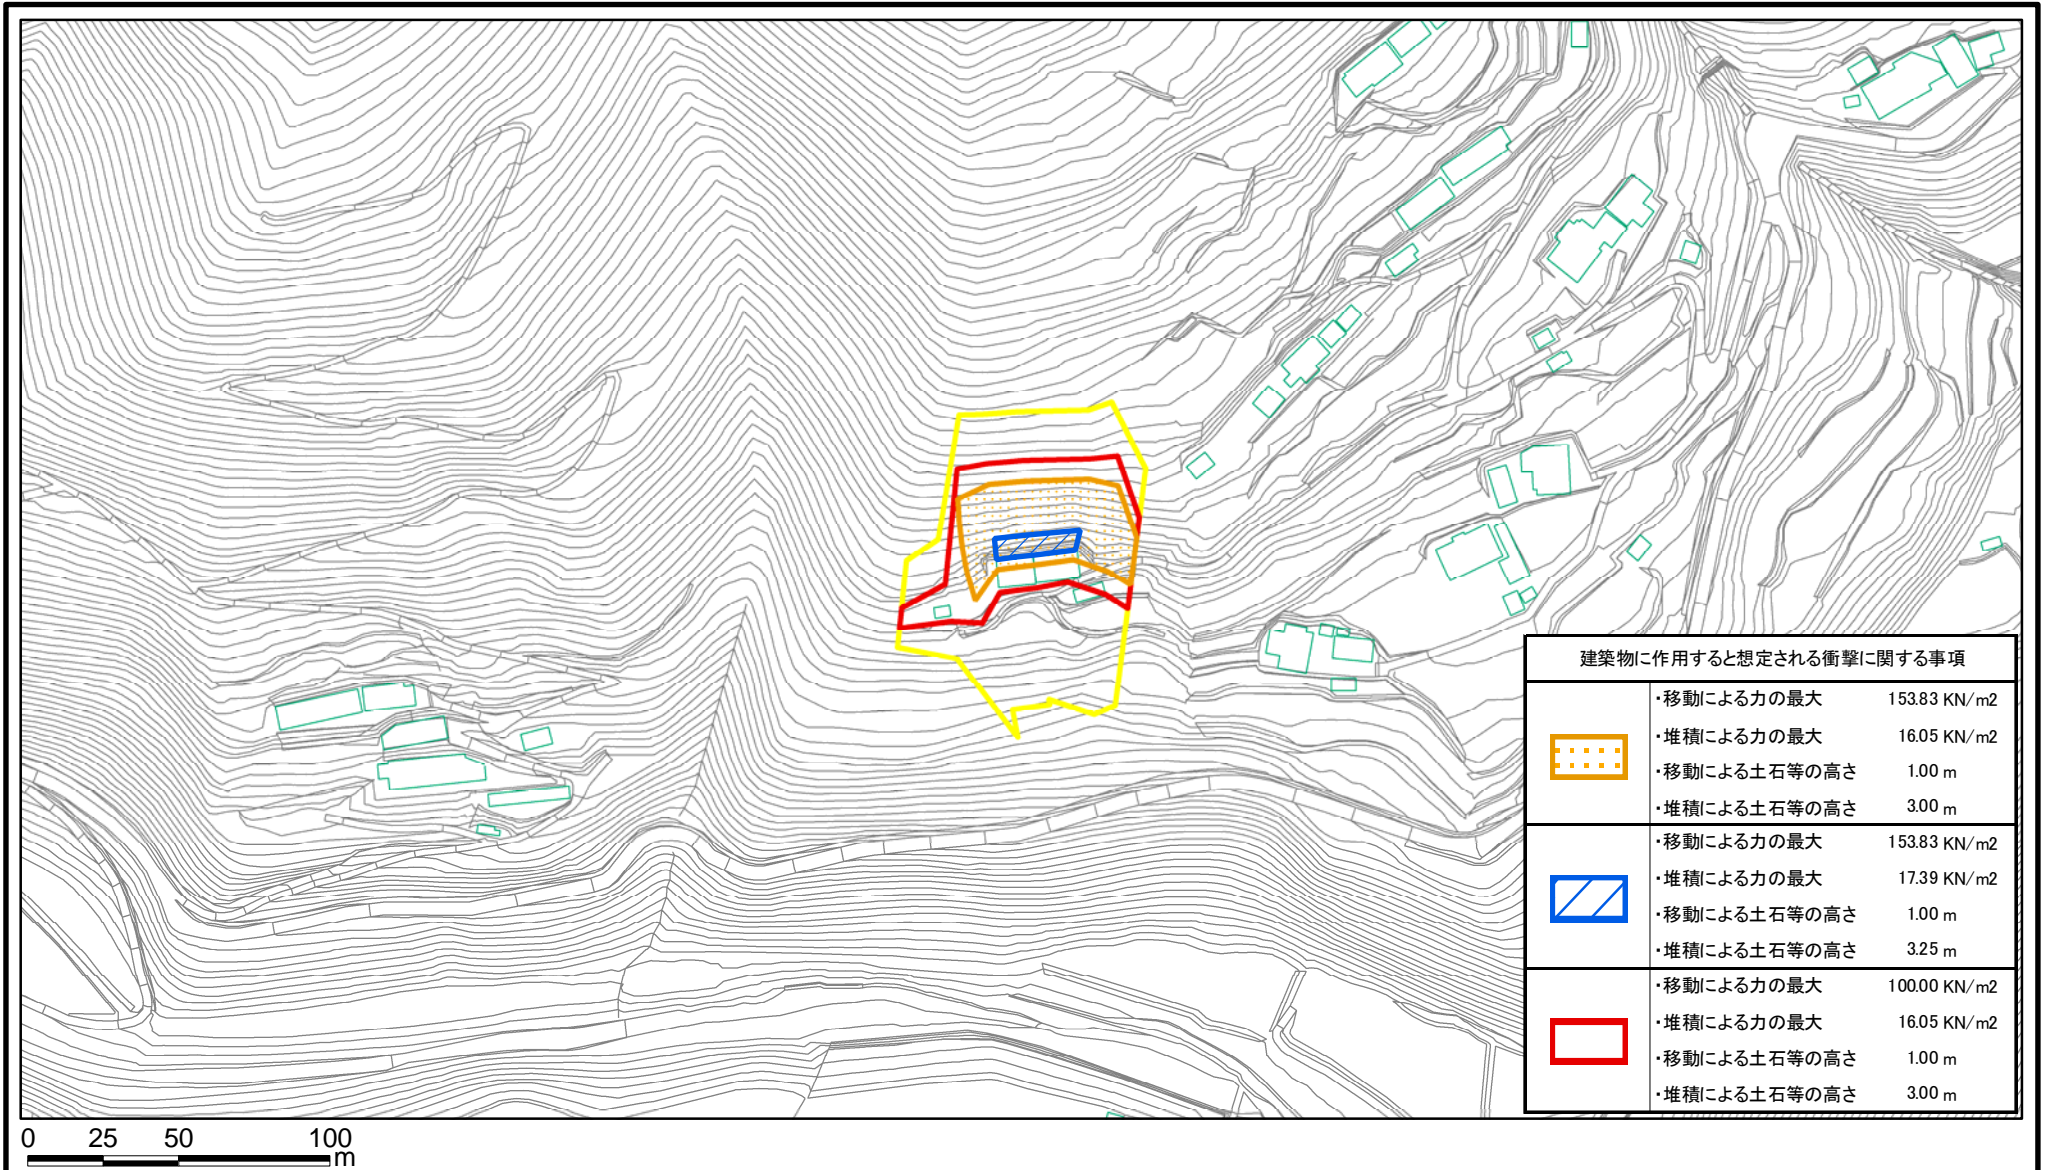 建築物に作用すると想定される衝撃に関する事項
・移動による力の最大 153.83 KN/m2
・堆積による力の最大 16.05 KN/m2
・移動による土石等の高さ 1.00 m
・堆積による土石等の高さ 3.00 m
・移動による力の最大 153.83 KN/m2
・堆積による力の最大 17.39 KN/m2
・移動による土石等の高さ 1.00 m
・堆積による土石等の高さ 3.25 m
・移動による力の最大 100.00 KN/m2
・堆積による力の最大 16.05 KN/m2
・移動による土石等の高さ 1.00 m
・堆積による土石等の高さ 3.00 m
0 25 50 100
m